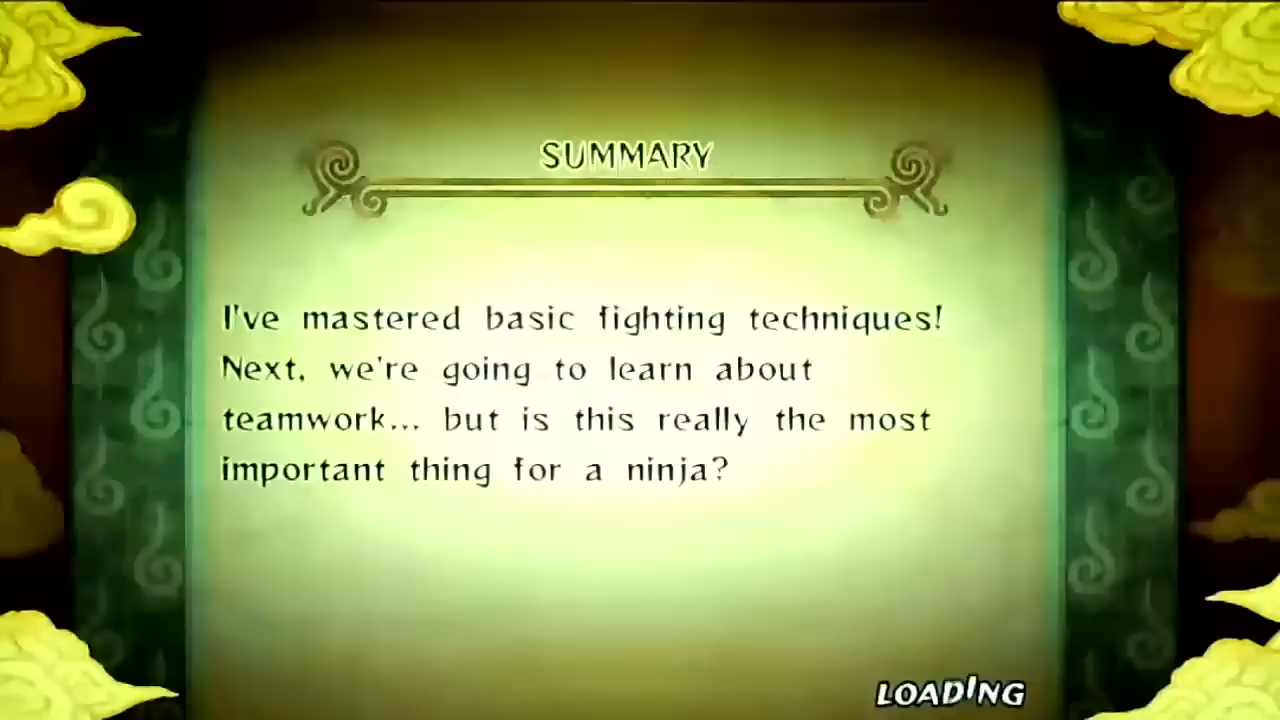 SUMMARY
I've mastered basic fighting techniques!
Next, we're going to learn about
teamwork... but is this really the most
important thing for a ninja?
LOADING